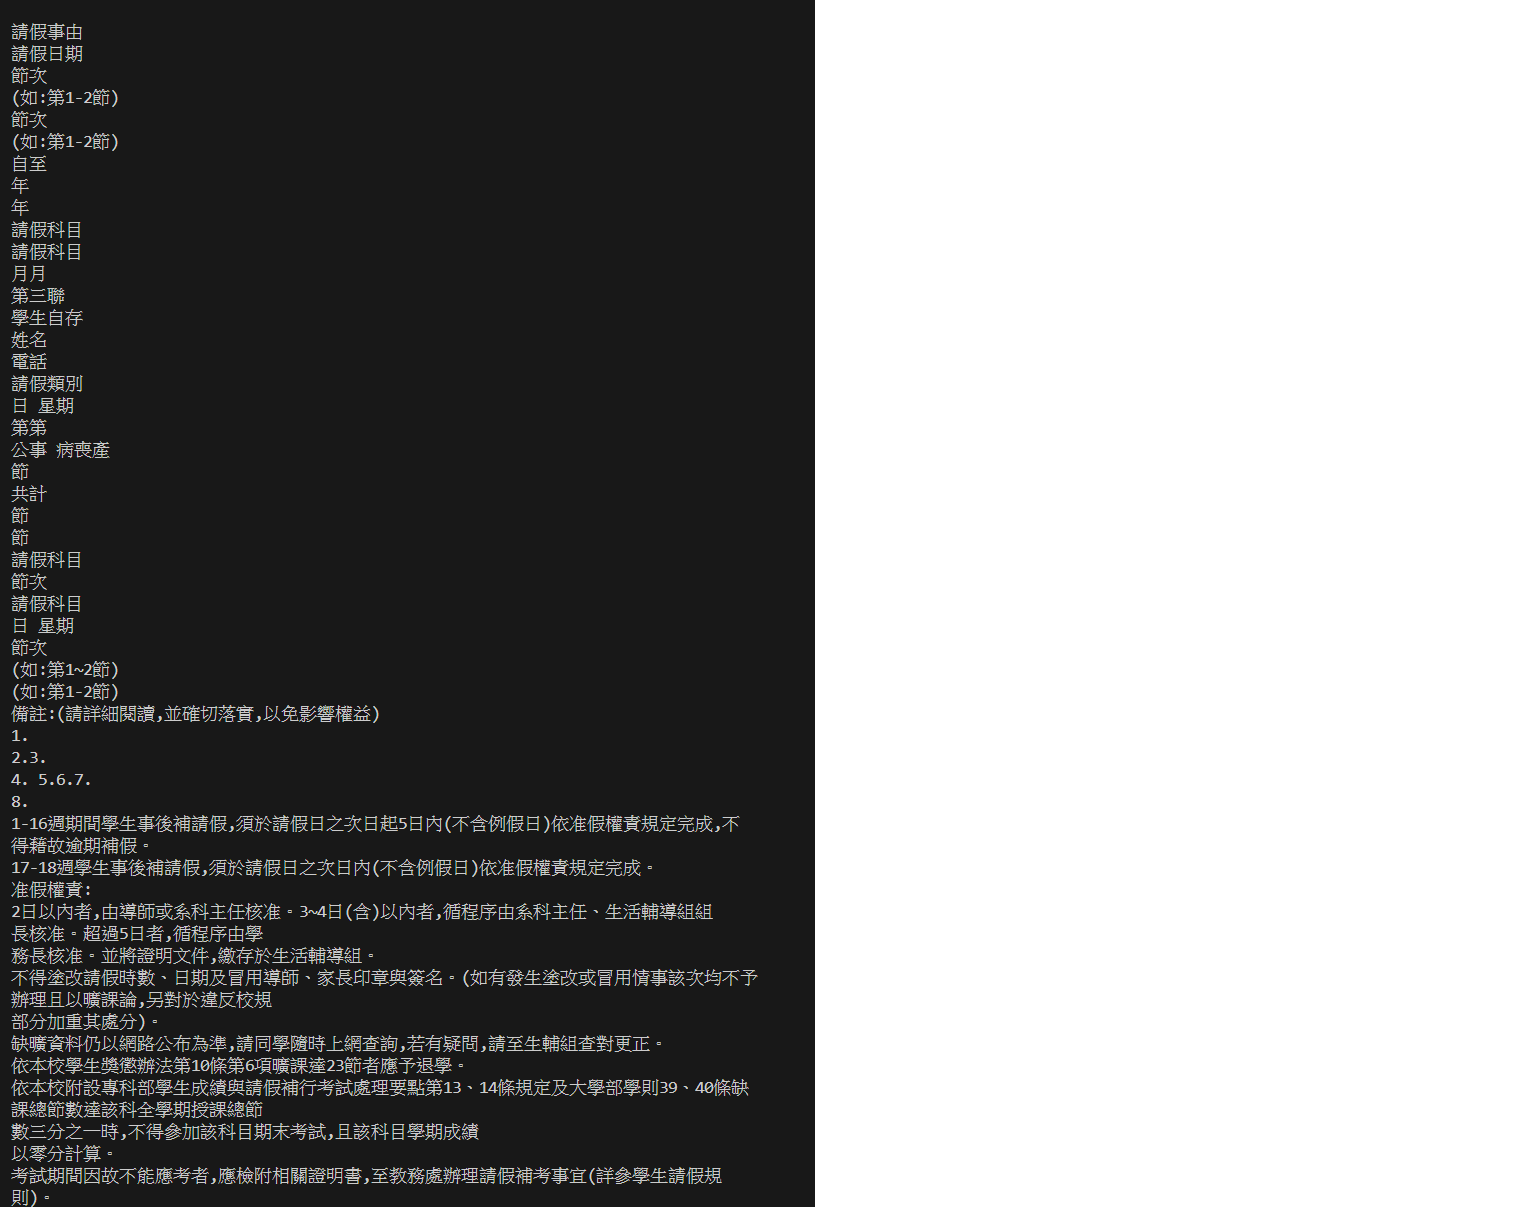 請假事由
請假日期
節次
(如:第1-2節)
節次
(如:第1-2節)
自至
年
年
請假科目
請假科目
月月
第三聯
學生自存
姓名
電話
請假類別
日 星期
第第
公事 病喪產
節
共計
節
節
請假科目
節次
請假科目
日 星期
節次
(如:第1~2節)
(如:第1-2節)
備註:(請詳細閱讀,並確切落實,以免影響權益)
1.
2.3.
4. 5.6.7.
8.
1-16週期間學生事後補請假,須於請假日之次日起5日內(不含例假日)依准假權責規定完成,不
得藉故逾期補假。
17-18週學生事後補請假,須於請假日之次日內(不含例假日)依准假權責規定完成。
准假權責:
2日以內者,由導師或系科主任核准。3~4日(含)以內者,循程序由系科主任、生活輔導組組
長核准。超過5日者,循程序由學
務長核准。並將證明文件,繳存於生活輔導組。
不得塗改請假時數、日期及冒用導師、家長印章與簽名。(如有發生塗改或冒用情事該次均不予
辦理且以曠課論,另對於違反校規
部分加重其處分)。
缺曠資料仍以網路公布為準,請同學隨時上網查詢,若有疑問,請至生輔組查對更正。
依本校學生獎懲辦法第10條第6項曠課達23節者應予退學。
依本校附設專科部學生成績與請假補行考試處理要點第13、14條規定及大學部學則39、40條缺
課總節數達該科全學期授課總節
數三分之一時,不得參加該科目期末考試,且該科目學期成績
以零分計算。
考試期間因故不能應考者,應檢附相關證明書,至教務處辦理請假補考事宜(詳參學生請假規
則)。